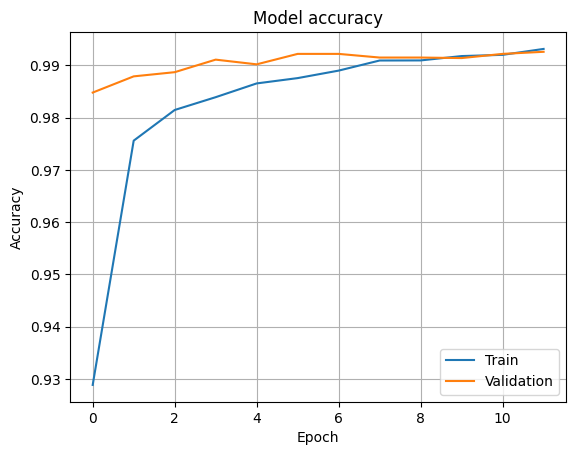 Model accuracy
0.99
0.98
0.97
0.96
0.95
0.94
0.93
Accuracy
0 2 4 6 8 10
Epoch
Train
Validation